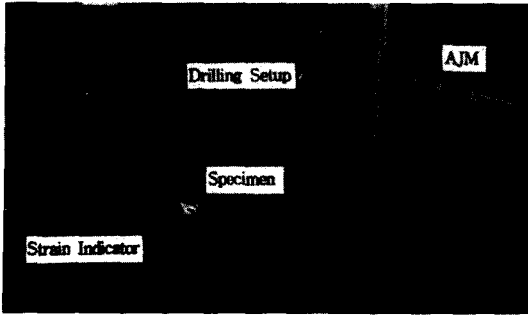 AJM
Drilling Setup
Specimen
Strain Indicator